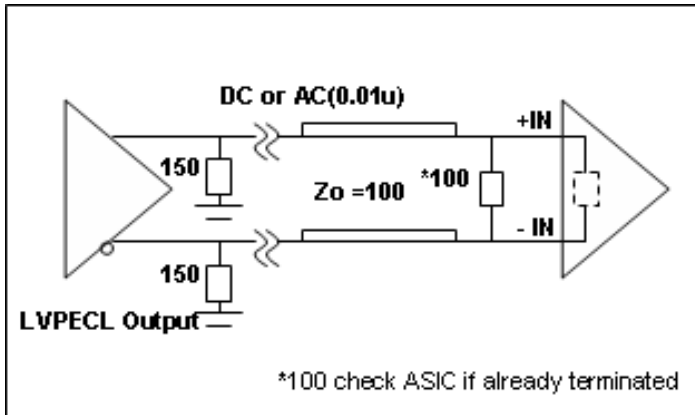 DC or AC(0.01u)
+IN
150
Zo =100
*100
- IN
150
LVPECL Output
*100 check ASIC if already terminated